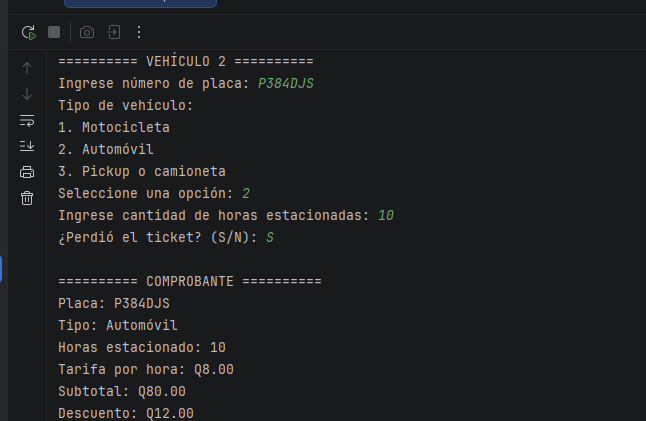 ========== VEHÍCULO 2 ==========
Ingrese número de placa: P384DJS
Tipo de vehículo:
1. Motocicleta
2. Automóvil
3. Pickup o camioneta
Seleccione una opción: 2
Ingrese cantidad de horas estacionadas: 10
¿Perdió el ticket? (S/N): S
========== COMPROBANTE ==========
Placa: P384DJS
Tipo: Automóvil
Horas estacionado: 10
Tarifa por hora: Q8.00
Subtotal: Q80.00
Descuento: Q12.00